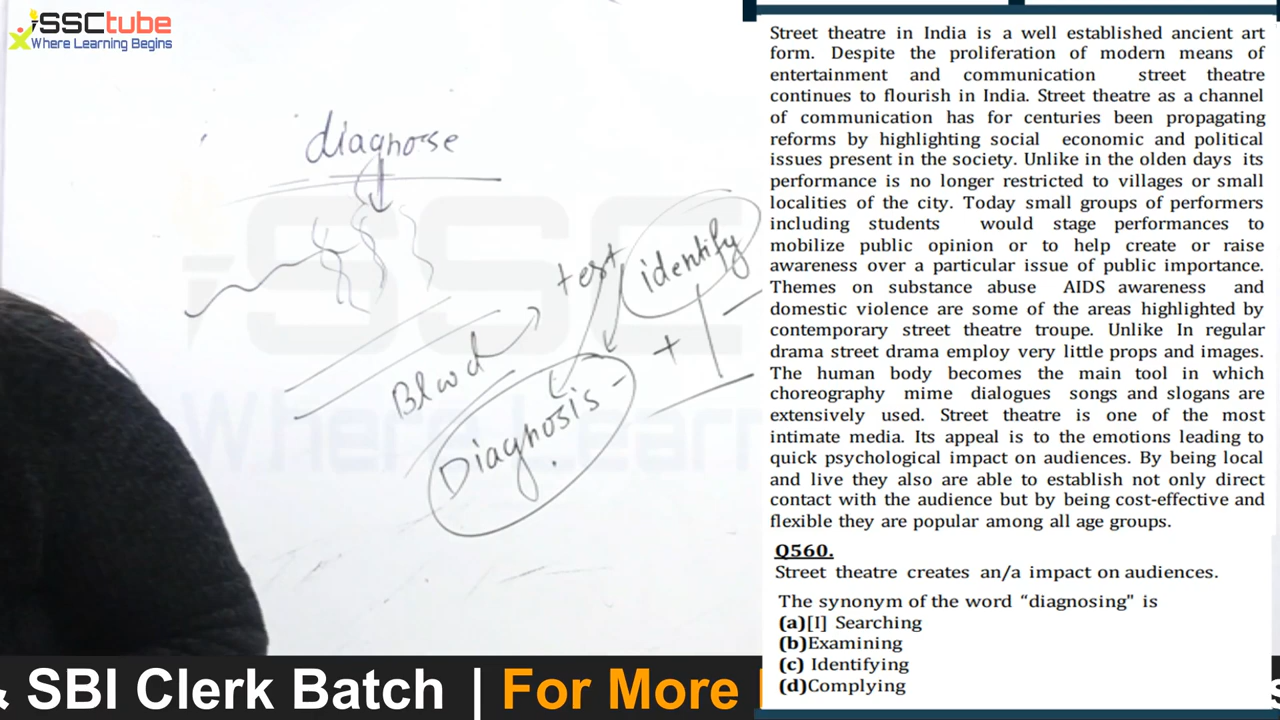 SSCtube
Where Learning Begins
diagnose
test
identify
+
Blood
Diagnosis -
Street theatre in India is a well established ancient art
form. Despite the proliferation of modern means of
entertainment and communication street theatre
continues to flourish in India. Street theatre as a channel
of communication has for centuries been propagating
reforms by highlighting social economic and political
issues present in the society. Unlike in the olden days its
performance is no longer restricted to villages or small
localities of the city. Today small groups of performers
including students would stage performances to
mobilize public opinion or to help create or raise
awareness over a particular issue of public importance.
Themes on substance abuse AIDS awareness and
domestic violence are some of the areas highlighted by
contemporary street theatre troupe. Unlike In regular
drama street drama employ very little props and images.
The human body becomes the main tool in which
choreography mime dialogues songs and slogans are
extensively used. Street theatre is one of the most
intimate media. Its appeal is to the emotions leading to
quick psychological impact on audiences. By being local
and live they also are able to establish not only direct
contact with the audience but by being cost-effective and
flexible they are popular among all age groups.
Q560.
Street theatre creates an/a impact on audiences.
The synonym of the word “diagnosing" is
(a)[I] Searching
(b)Examining
(c) Identifying
(d)Complying
& SBI Clerk Batch | For More